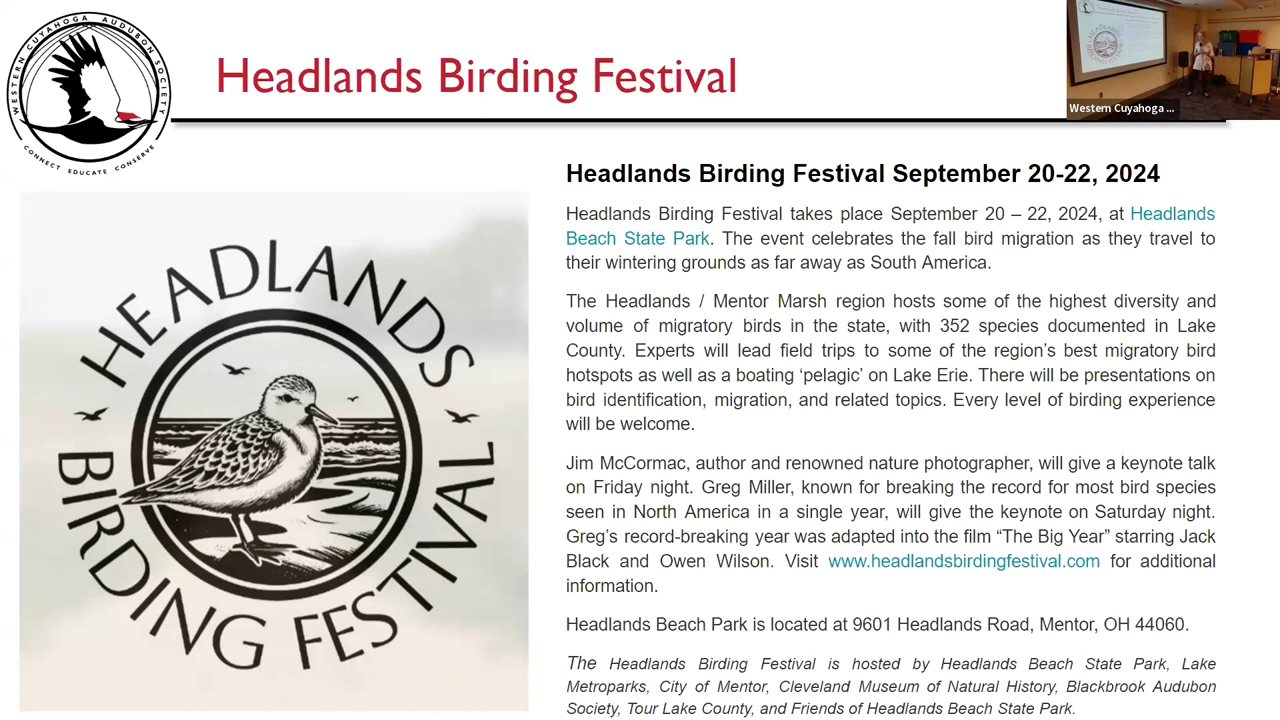 WESTERN CUYAHOGA AUDUBON SOCIETY
CONNECT EDUCATE CONSERVE
Headlands Birding Festival
Western Cuyahoga ...
HEADLANDS
BIRDING FESTIVAL
Headlands Birding Festival September 20-22, 2024
Headlands Birding Festival takes place September 20 – 22, 2024, at Headlands
Beach State Park. The event celebrates the fall bird migration as they travel to
their wintering grounds as far away as South America.
The Headlands / Mentor Marsh region hosts some of the highest diversity and
volume of migratory birds in the state, with 352 species documented in Lake
County. Experts will lead field trips to some of the region’s best migratory bird
hotspots as well as a boating ‘pelagic’ on Lake Erie. There will be presentations on
bird identification, migration, and related topics. Every level of birding experience
will be welcome.
Jim McCormac, author and renowned nature photographer, will give a keynote talk
on Friday night. Greg Miller, known for breaking the record for most bird species
seen in North America in a single year, will give the keynote on Saturday night.
Greg’s record-breaking year was adapted into the film “The Big Year” starring Jack
Black and Owen Wilson. Visit www.headlandsbirdingfestival.com for additional
information.
Headlands Beach Park is located at 9601 Headlands Road, Mentor, OH 44060.
The Headlands Birding Festival is hosted by Headlands Beach State Park, Lake
Metroparks, City of Mentor, Cleveland Museum of Natural History, Blackbrook Audubon
Society, Tour Lake County, and Friends of Headlands Beach State Park.